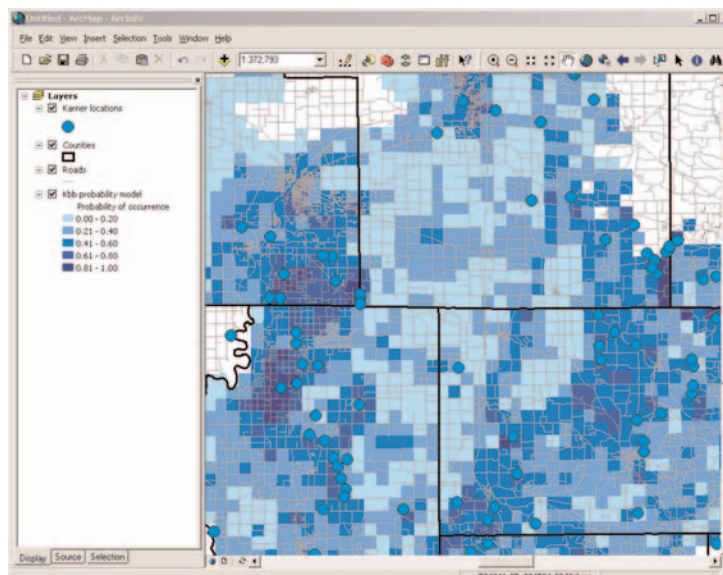 Untitled - ArcMap - ArcInfo
File Edit View Insert Selection Tools Window Help
1:372,793
Layers
Karner locations
Counties
Roads
Kbb probability model
Probability of occurrence
0.00 - 0.20
0.21 - 0.40
0.41 - 0.60
0.61 - 0.80
0.81 - 1.00
Display Source Selection